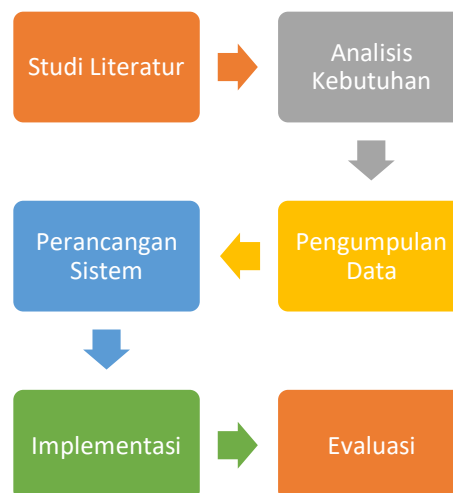 Studi Literatur
Analisis
Kebutuhan
Pengumpulan
Data
Perancangan
Sistem
Implementasi
Evaluasi